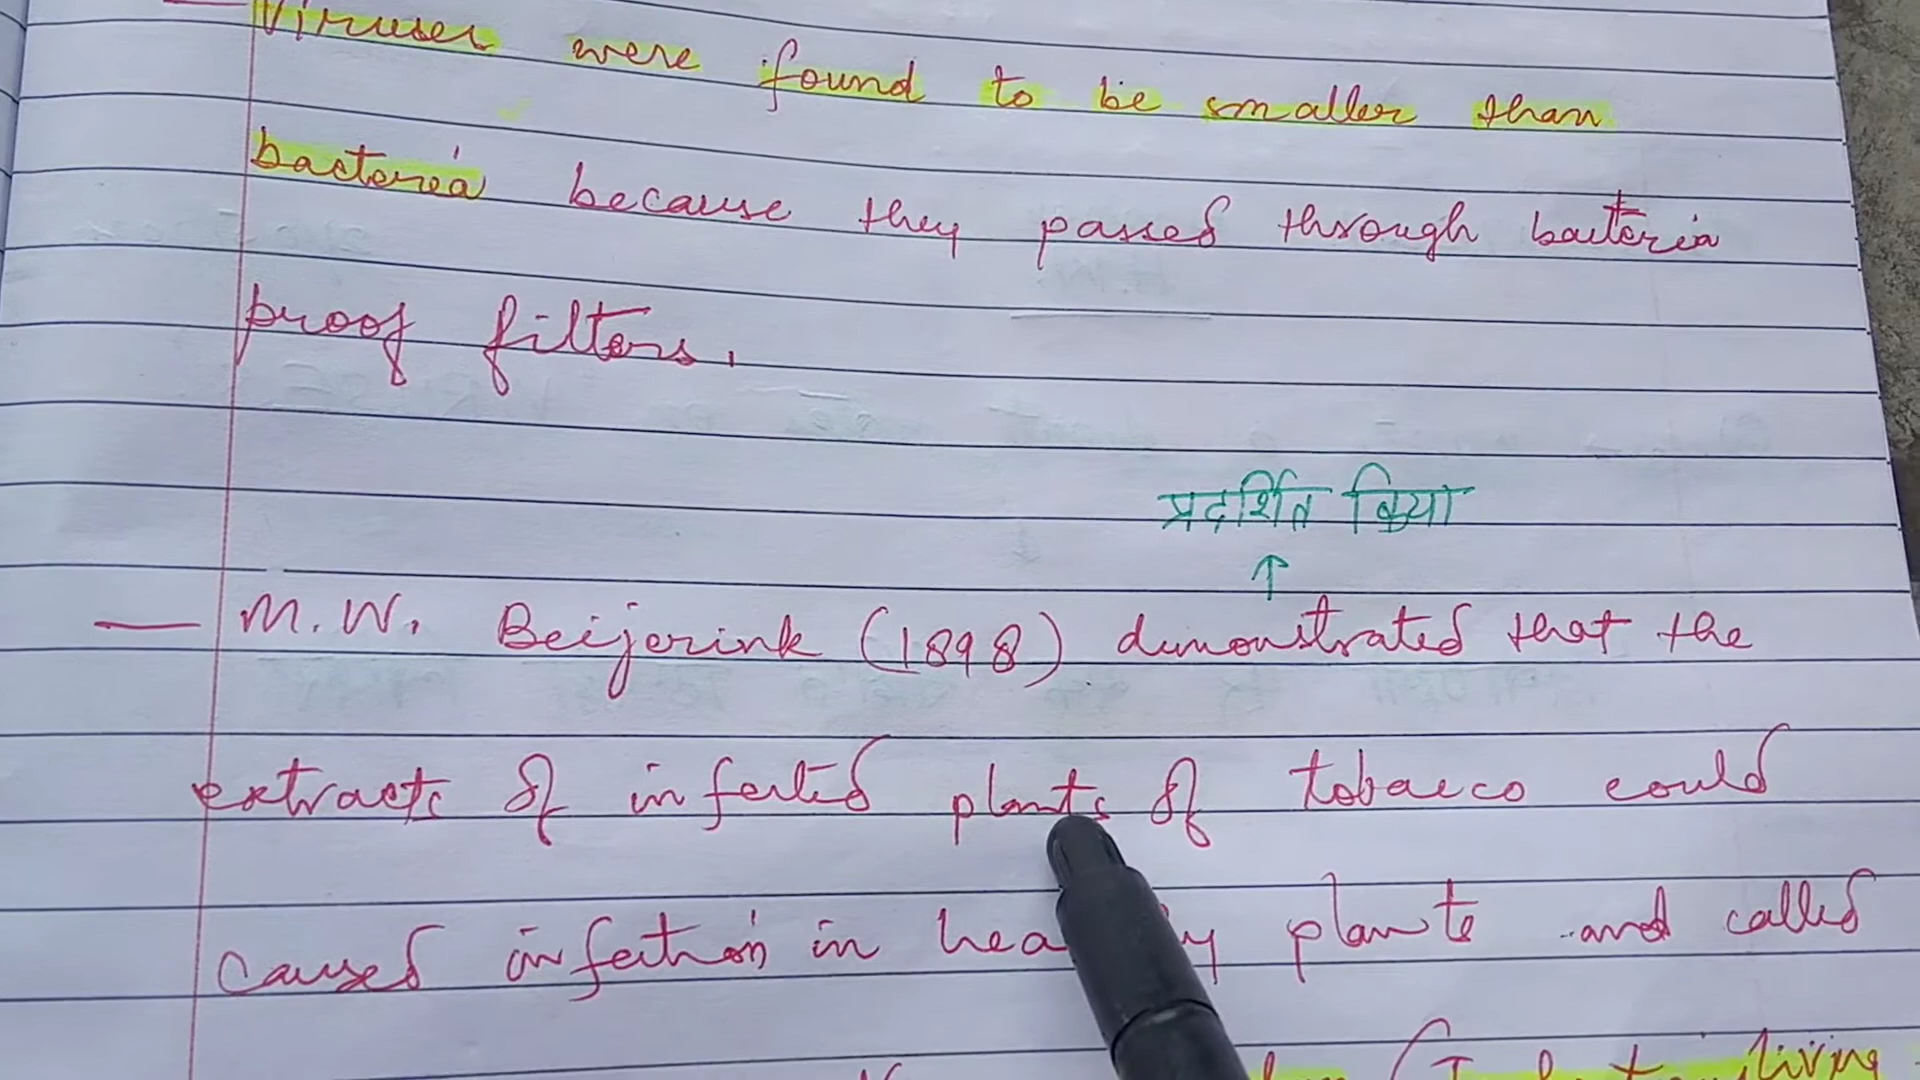 Viruses were found to be smaller than
bacteria because they passed through bacteria
proof filters.
प्रदर्शित किया
↑
— M.W. Beijerink (1898) demonstrated that the
extracts of infected plants of tobacco could
caused infection in plants and called
living